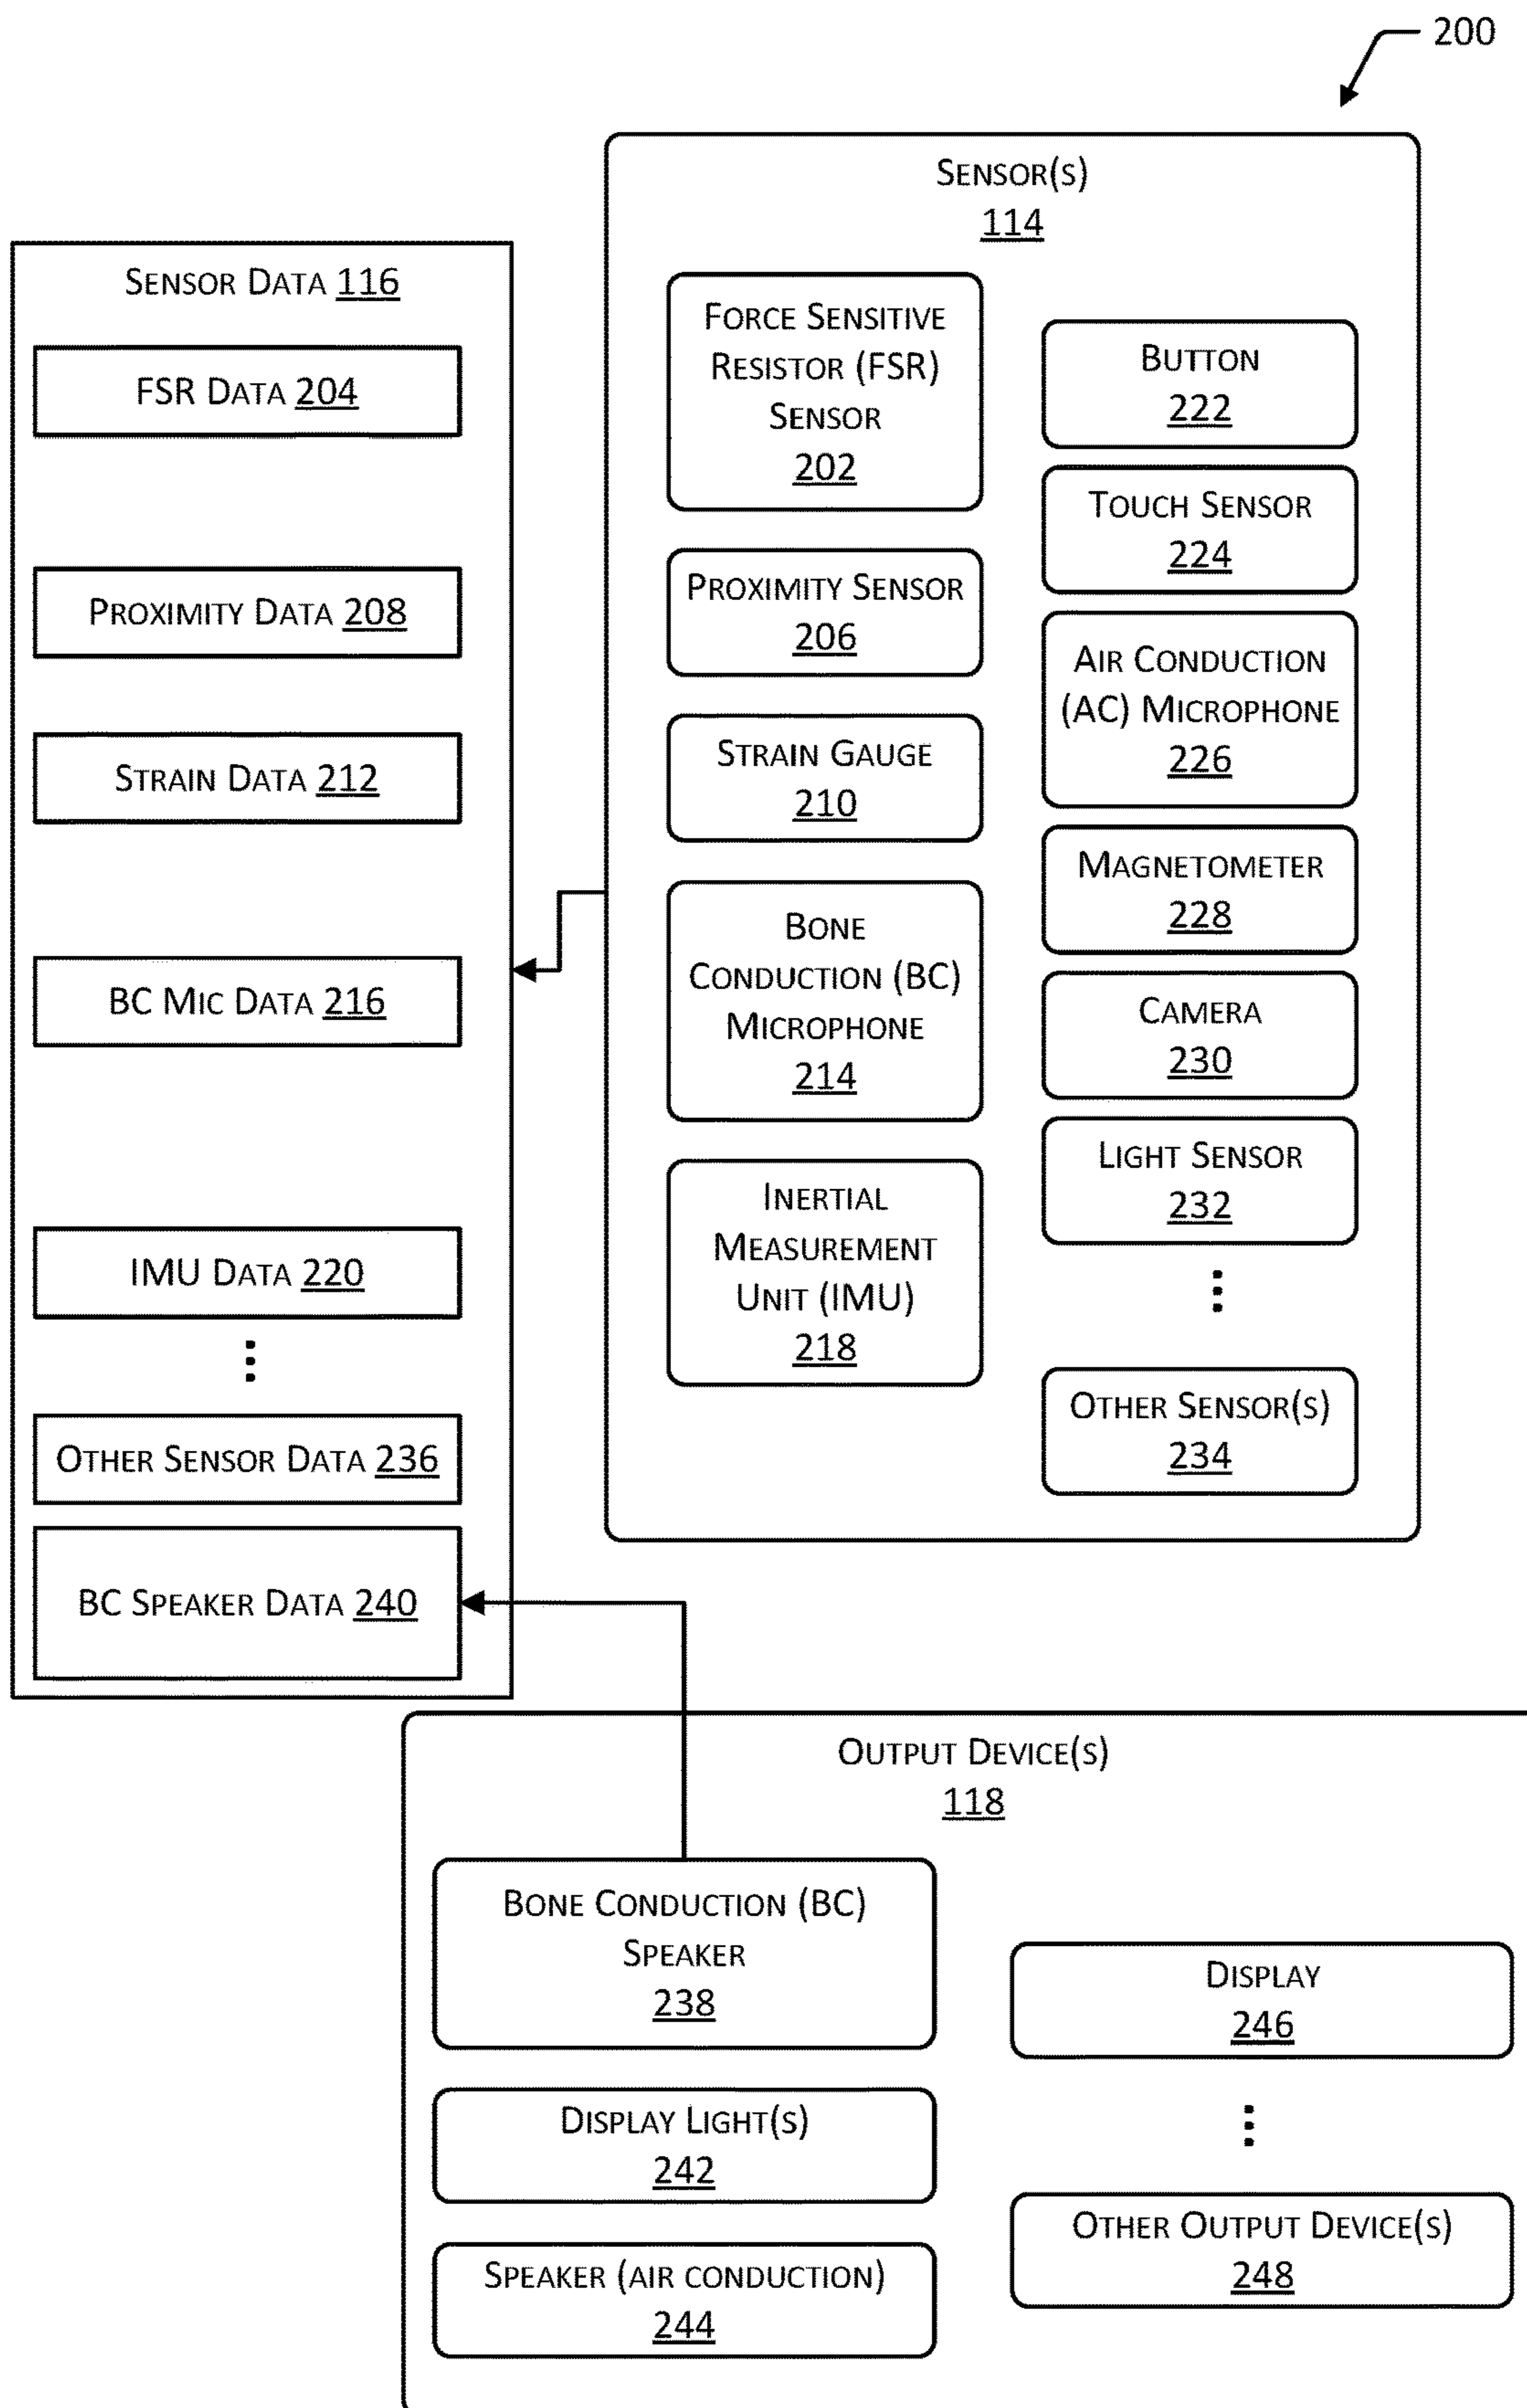 200
Sensor(s)
114
Sensor Data 116
FSR Data 204
Proximity Data 208
Strain Data 212
BC Mic Data 216
IMU Data 220
Other Sensor Data 236
BC Speaker Data 240
Force Sensitive
Resistor (FSR)
Sensor
202
Proximity Sensor
206
Strain Gauge
210
Bone
Conduction (BC)
Microphone
214
Inertial
Measurement
Unit (IMU)
218
Button
222
Touch Sensor
224
Air Conduction
(AC) Microphone
226
Magnetometer
228
Camera
230
Light Sensor
232
Other Sensor(s)
234
Output Device(s)
118
Bone Conduction (BC)
Speaker
238
Display Light(s)
242
Speaker (air conduction)
244
Display
246
Other Output Device(s)
248